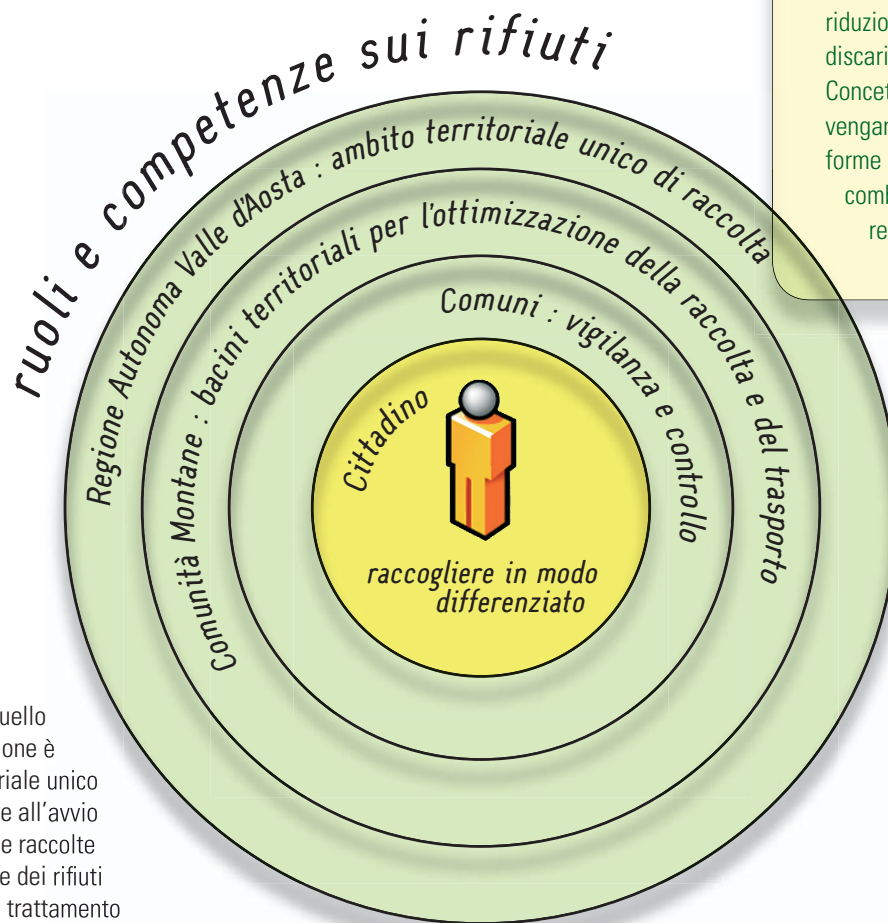 ruoli e competenze sui rifiuti
Regione Autonoma Valle d'Aosta : ambito territoriale unico di raccolta
Comunità Montane : bacini territoriali per l'ottimizzazione della raccolta e del trasporto
Comuni : vigilanza e controllo
Cittadino
raccogliere in modo
differenziato
riduzio
discari
Concet
vengan
forme
comb
re
uello
one è
riale unico
e all'avvio
e raccolte
e dei rifiuti
trattamento